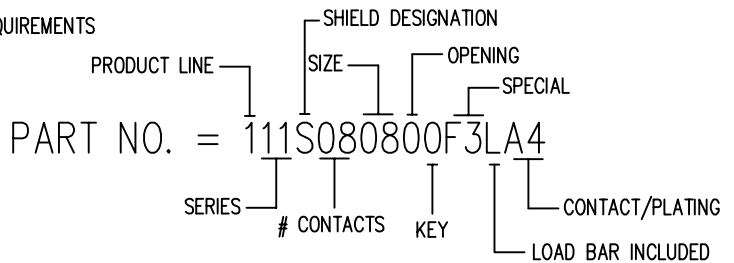 QUIREMENTS
SHIELD DESIGNATION
PRODUCT LINE
SIZE
OPENING
SPECIAL
PART NO. = 111S080800F3LA4
SERIES
# CONTACTS
KEY
CONTACT/PLATING
LOAD BAR INCLUDED